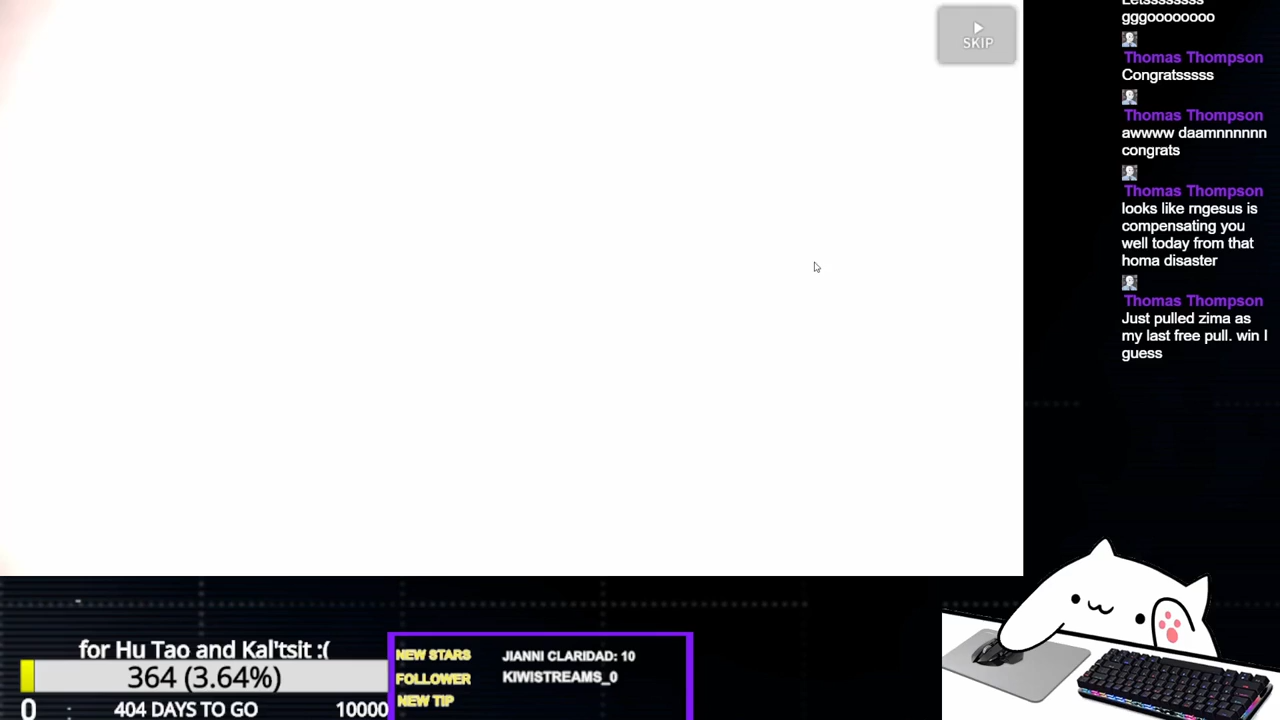 SKIP
Letsssssss
gggoooooooo
Thomas Thompson
Congratsssss
Thomas Thompson
awwww daamnnnnnn
congrats
Thomas Thompson
looks like rngesus is
compensating you
well today from that
homa disaster
Thomas Thompson
Just pulled zima as
my last free pull. win I
guess
for Hu Tao and Kal'tsit :(
364 (3.64%)
0 : 404 DAYS TO GO 10000
NEW STARS JIANNI CLARIDAD: 10
FOLLOWER KIWISTREAMS_0
NEW TIP